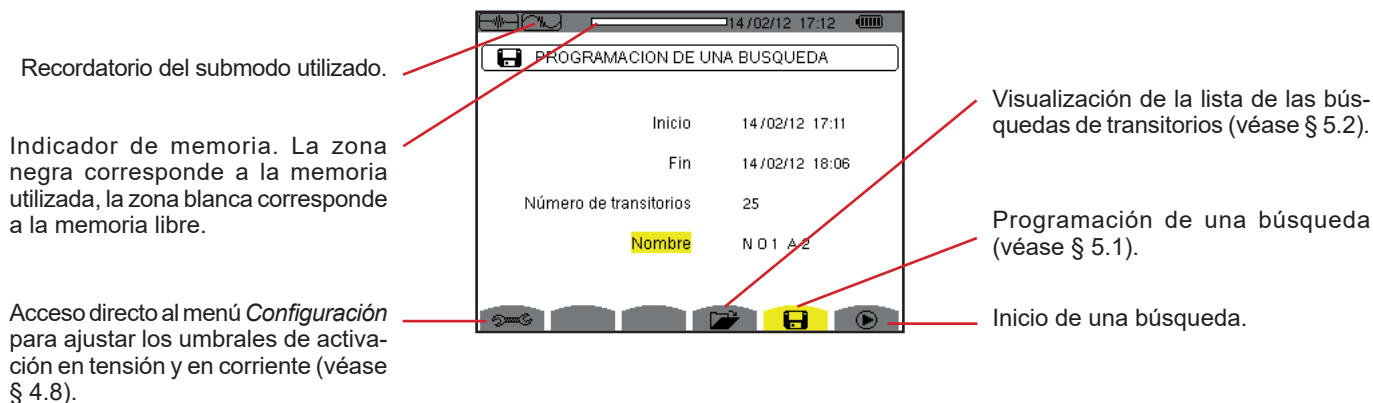 14/02/12 17:12
PROGRAMACION DE UNA BUSQUEDA
Inicio 14/02/12 17:11
Fin 14/02/12 18:06
Número de transitorios 25
Nombre N O 1 A 2
Recordatorio del submodo utilizado.
Indicador de memoria. La zona
negra corresponde a la memoria
utilizada, la zona blanca corresponde
a la memoria libre.
Acceso directo al menú Configuración
para ajustar los umbrales de activa-
ción en tensión y en corriente (véase
§ 4.8).
Visualización de la lista de las bús-
quedas de transitorios (véase § 5.2).
Programación de una búsqueda
(véase § 5.1).
Inicio de una búsqueda.